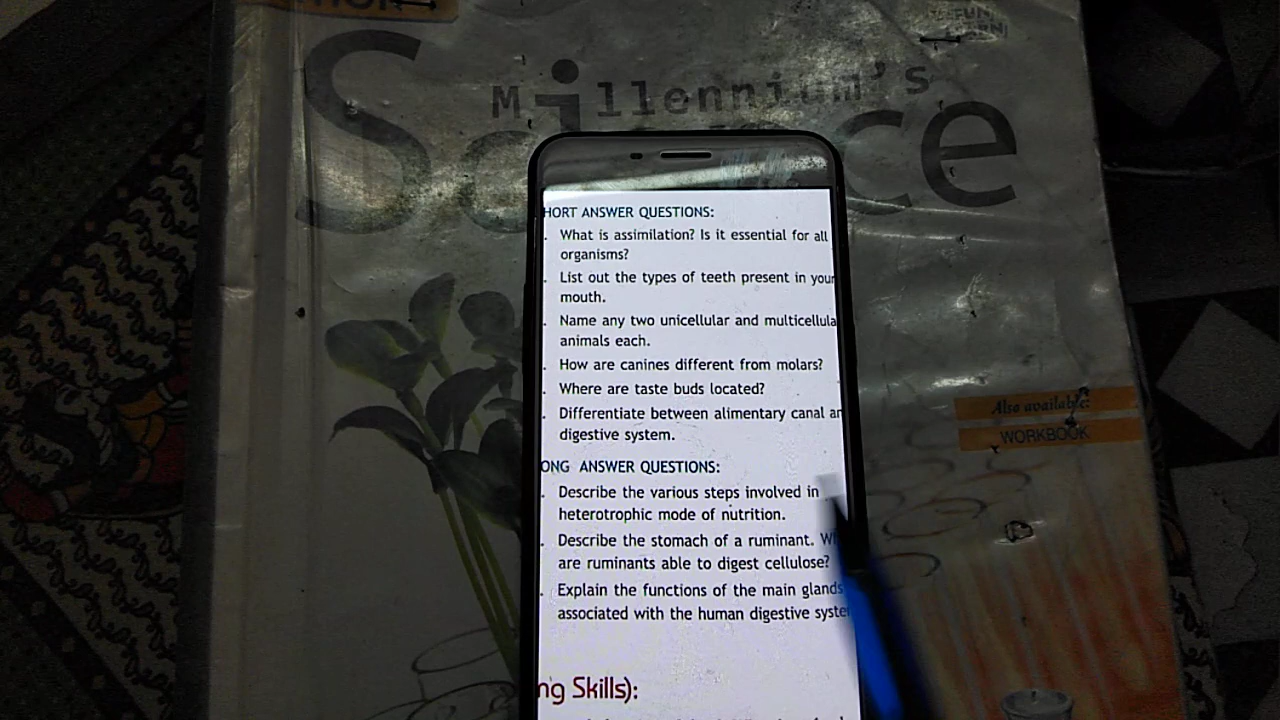 Millennium's
Science
HORT ANSWER QUESTIONS:
. What is assimilation? Is it essential for all
organisms?
. List out the types of teeth present in your
mouth.
. Name any two unicellular and multicellula
animals each.
. How are canines different from molars?
. Where are taste buds located?
. Differentiate between alimentary canal an
digestive system.
ONG ANSWER QUESTIONS:
. Describe the various steps involved in
heterotrophic mode of nutrition.
. Describe the stomach of a ruminant. W
are ruminants able to digest cellulose?
. Explain the functions of the main glands
associated with the human digestive syste
ng Skills):
Also available:
WORKBOOK